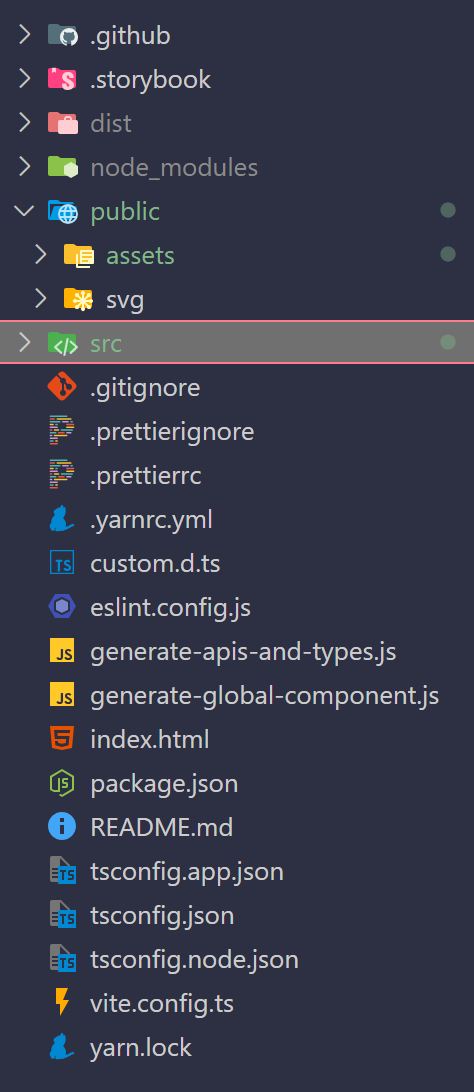 .github
.storybook
dist
node_modules
public
assets
svg
src
.gitignore
.prettierignore
.prettierrc
.yarnrc.yml
custom.d.ts
eslint.config.js
generate-apis-and-types.js
generate-global-component.js
index.html
package.json
README.md
tsconfig.app.json
tsconfig.json
tsconfig.node.json
vite.config.ts
yarn.lock